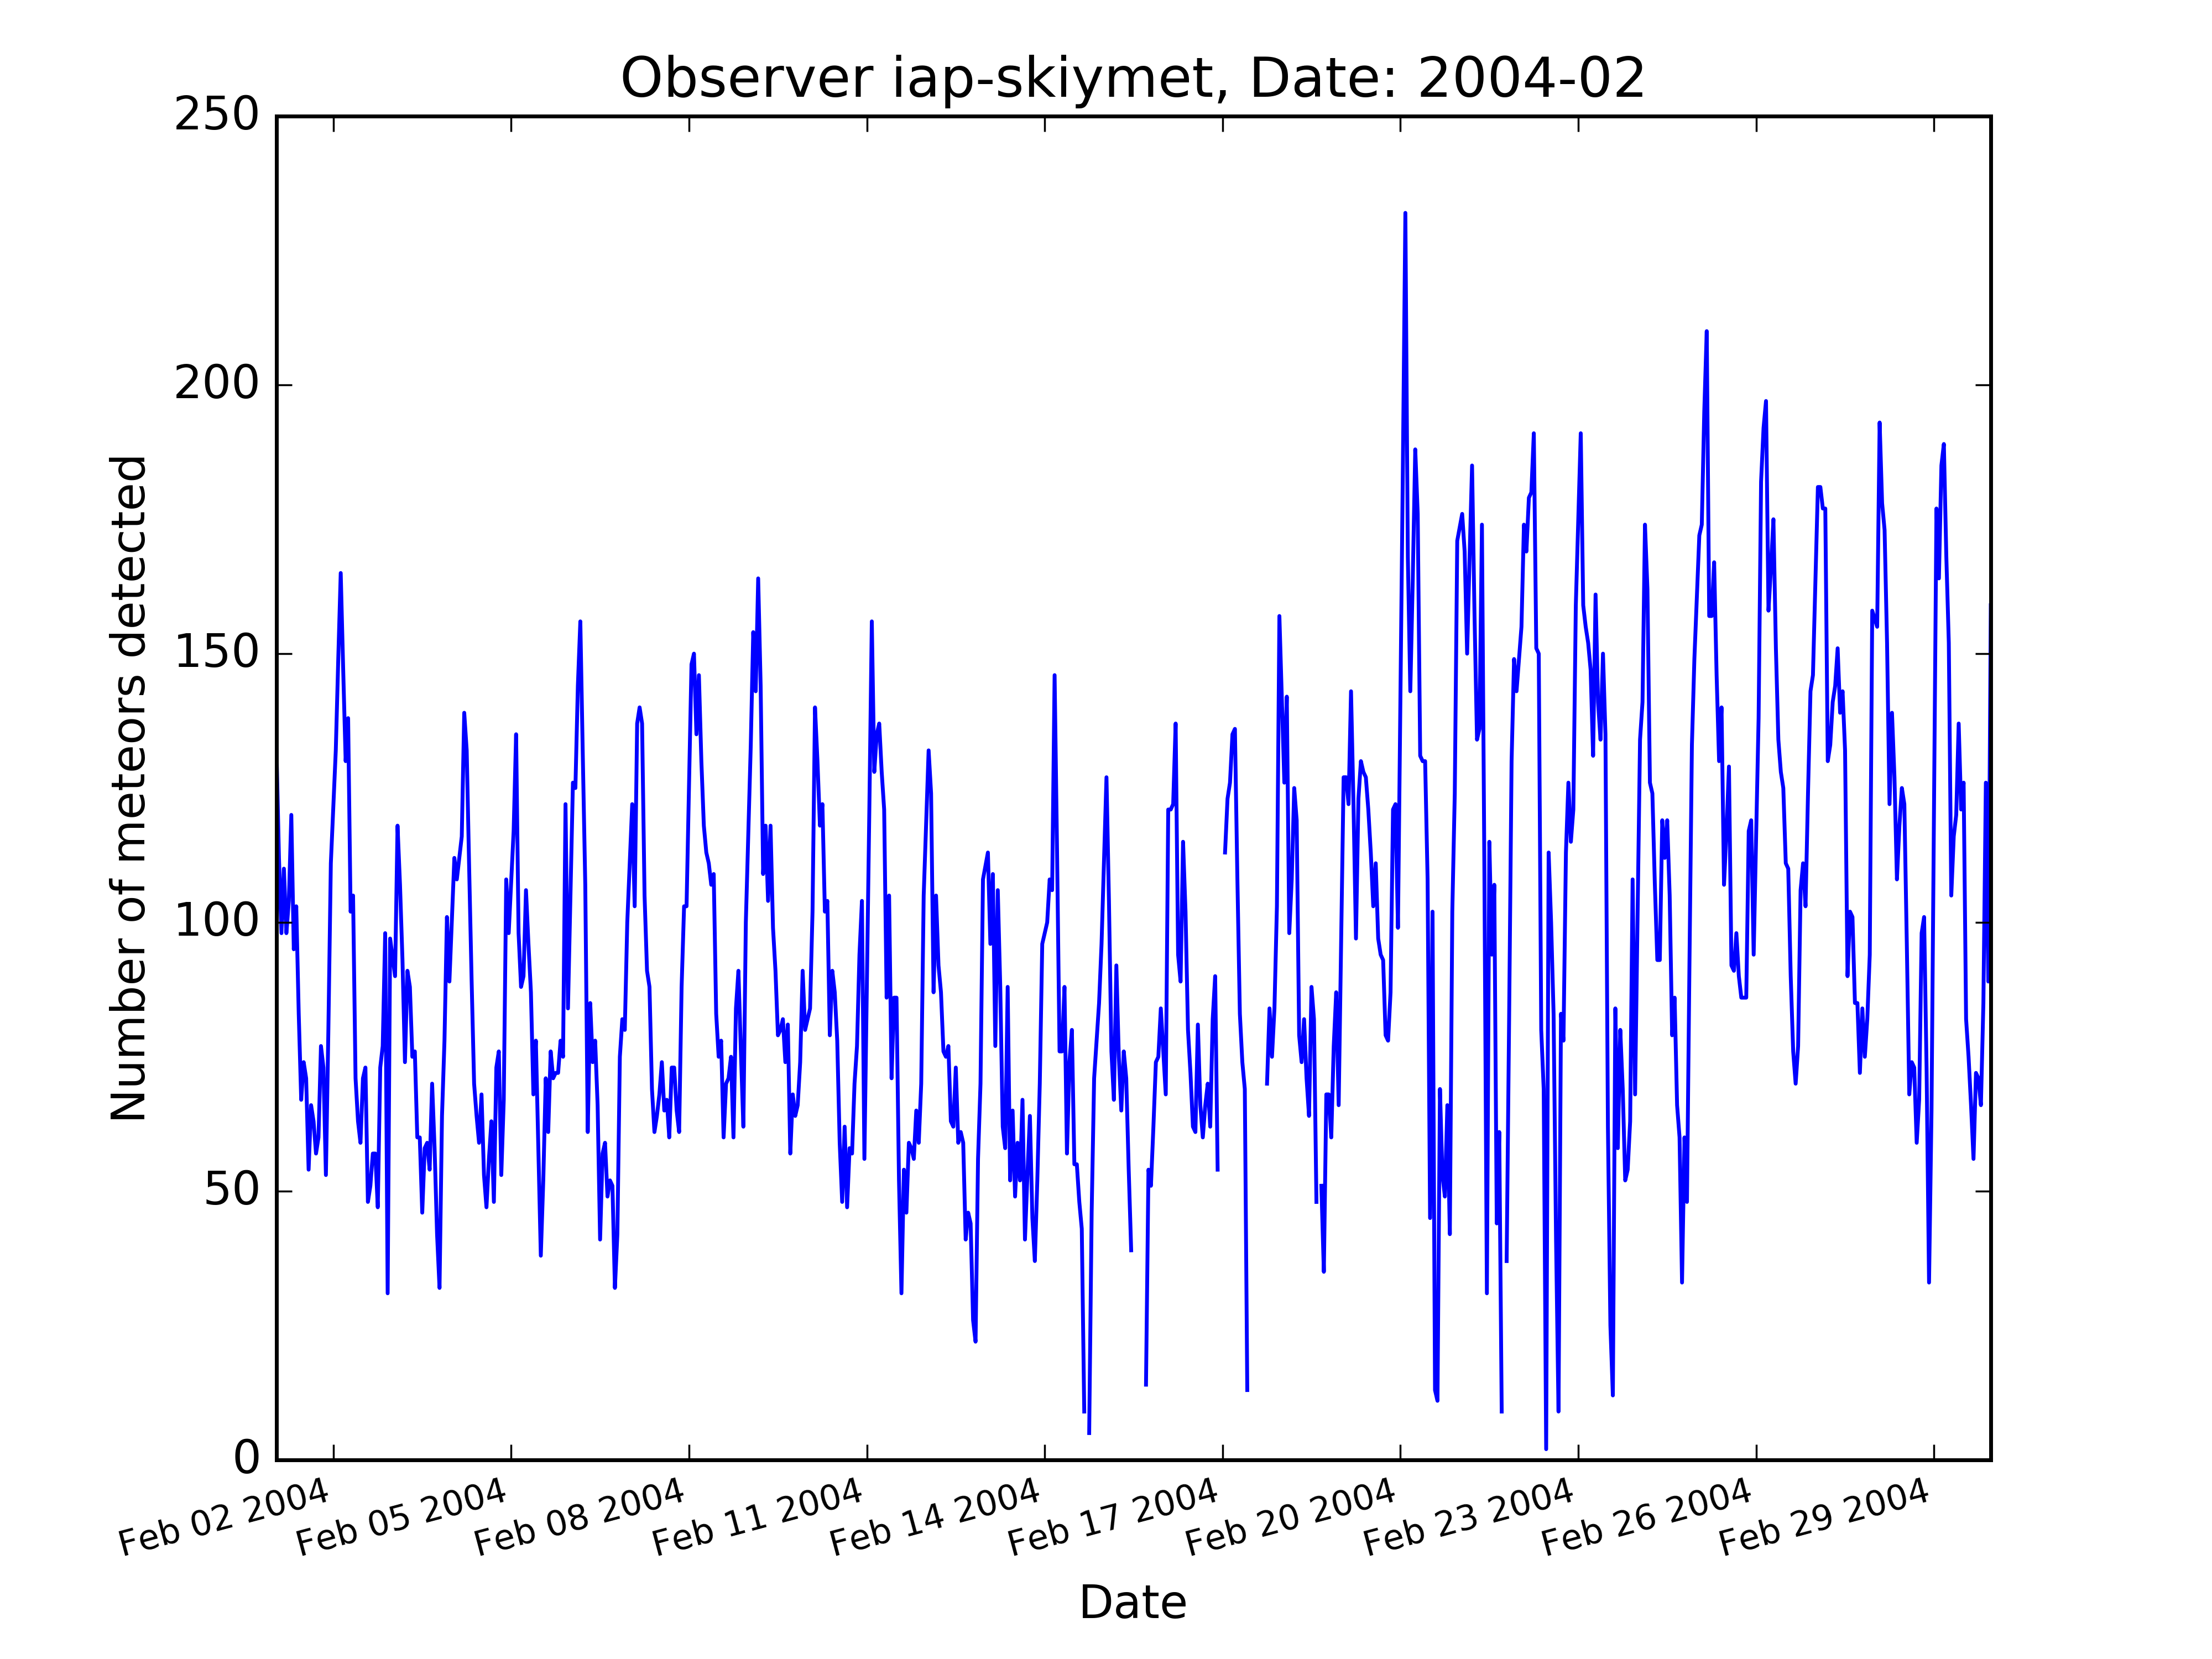 Observer iap-skiymet, Date: 2004-02
250
200
150
100
50
0
Number of meteors detected
Feb 02 2004
Feb 05 2004
Feb 08 2004
Feb 11 2004
Feb 14 2004
Feb 17 2004
Feb 20 2004
Feb 23 2004
Feb 26 2004
Feb 29 2004
Date